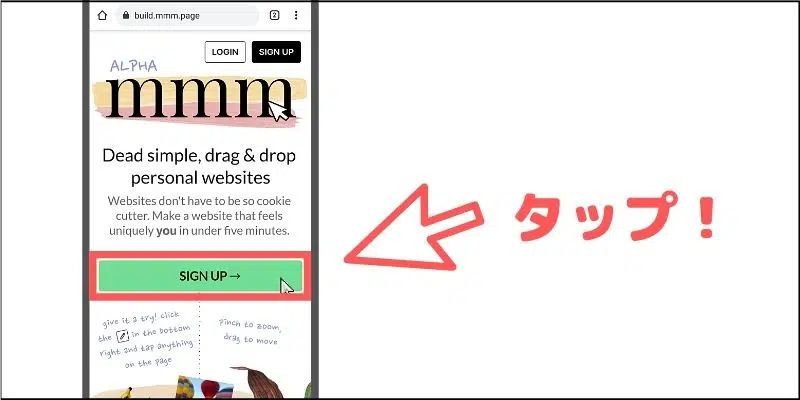 build.mmm.page
2
LOGIN
SIGN UP
ALPHA
mmm
Dead simple, drag & drop
personal websites
Websites don't have to be so cookie
cutter. Make a website that feels
uniquely you in under five minutes.
SIGN UP →
give it a try! click
the in the bottom
right and tap anything
on the page
Pinch to zoom,
drag to move
タップ！